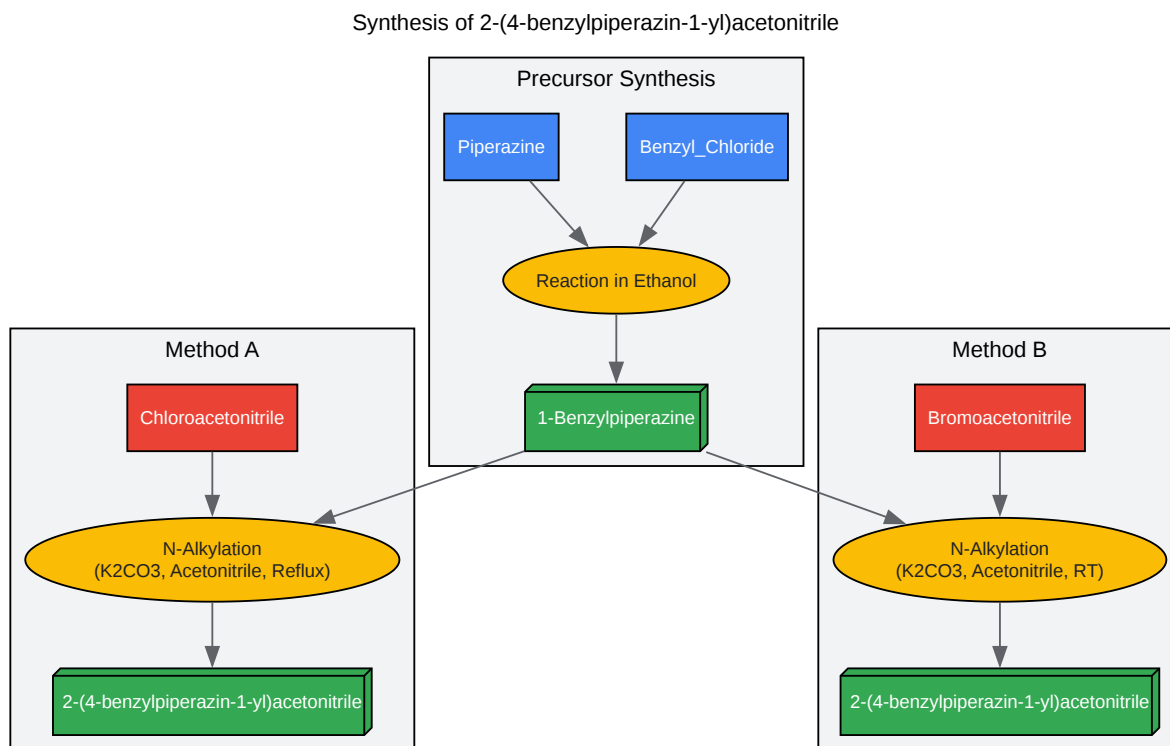 Synthesis of 2-(4-benzylpiperazin-1-yl)acetonitrile
Precursor Synthesis
Piperazine
Benzyl_Chloride
Reaction in Ethanol
1-Benzylpiperazine
Method A
Chloroacetonitrile
N-Alkylation
(K2CO3, Acetonitrile, Reflux)
2-(4-benzylpiperazin-1-yl)acetonitrile
Method B
Bromoacetonitrile
N-Alkylation
(K2CO3, Acetonitrile, RT)
2-(4-benzylpiperazin-1-yl)acetonitrile